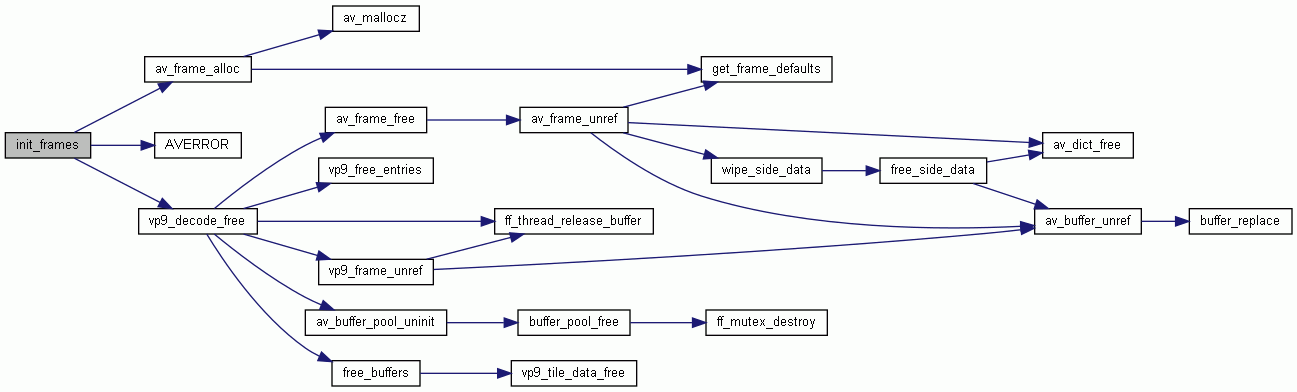 av_mallocz
av_frame_alloc
get_frame_defaults
av_frame_free
av_frame_unref
init_frames
AVERROR
av_dict_free
vp9_free_entries
wipe_side_data
free_side_data
vp9_decode_free
ff_thread_release_buffer
av_buffer_unref
buffer_replace
vp9_frame_unref
av_buffer_pool_uninit
buffer_pool_free
ff_mutex_destroy
free_buffers
vp9_tile_data_free